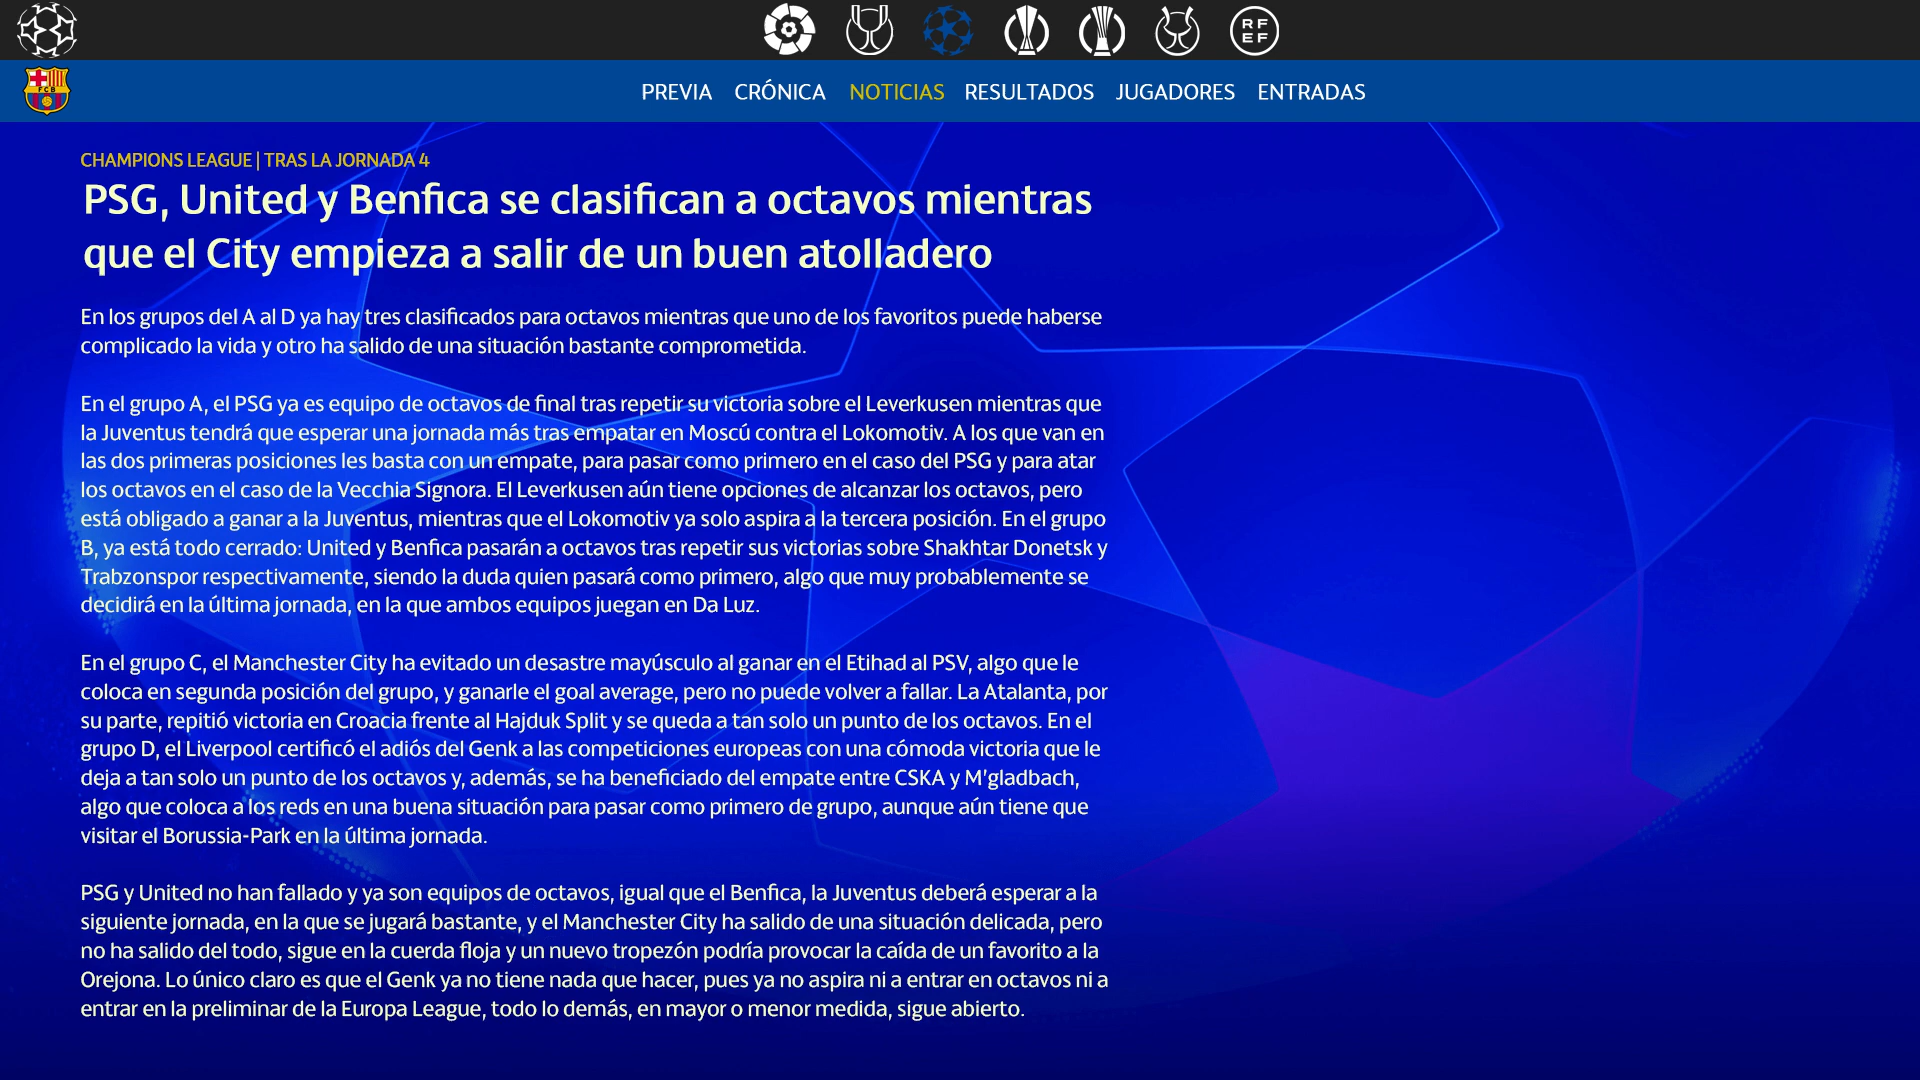 RF
EF
FCB
PREVIA CRÓNICA NOTICIAS RESULTADOS JUGADORES ENTRADAS
CHAMPIONS LEAGUE | TRAS LA JORNADA 4
PSG, United y Benfica se clasifican a octavos mientras
que el City empieza a salir de un buen atolladero
En los grupos del A al D ya hay tres clasificados para octavos mientras que uno de los favoritos puede haberse
complicado la vida y otro ha salido de una situación bastante comprometida.
En el grupo A, el PSG ya es equipo de octavos de final tras repetir su victoria sobre el Leverkusen mientras que
la Juventus tendrá que esperar una jornada más tras empatar en Moscú contra el Lokomotiv. A los que van en
las dos primeras posiciones les basta con un empate, para pasar como primero en el caso del PSG y para atar
los octavos en el caso de la Vecchia Signora. El Leverkusen aún tiene opciones de alcanzar los octavos, pero
está obligado a ganar a la Juventus, mientras que el Lokomotiv ya solo aspira a la tercera posición. En el grupo
B, ya está todo cerrado: United y Benfica pasarán a octavos tras repetir sus victorias sobre Shakhtar Donetsk y
Trabzonspor respectivamente, siendo la duda quien pasará como primero, algo que muy probablemente se
decidirá en la última jornada, en la que ambos equipos juegan en Da Luz.
En el grupo C, el Manchester City ha evitado un desastre mayúsculo al ganar en el Etihad al PSV, algo que le
coloca en segunda posición del grupo, y ganarle el goal average, pero no puede volver a fallar. La Atalanta, por
su parte, repitió victoria en Croacia frente al Hajduk Split y se queda a tan solo un punto de los octavos. En el
grupo D, el Liverpool certificó el adiós del Genk a las competiciones europeas con una cómoda victoria que le
deja a tan solo un punto de los octavos y, además, se ha beneficiado del empate entre CSKA y M'gladbach,
algo que coloca a los reds en una buena situación para pasar como primero de grupo, aunque aún tiene que
visitar el Borussia-Park en la última jornada.
PSG y United no han fallado y ya son equipos de octavos, igual que el Benfica, la Juventus deberá esperar a la
siguiente jornada, en la que se jugará bastante, y el Manchester City ha salido de una situación delicada, pero
no ha salido del todo, sigue en la cuerda floja y un nuevo tropezón podría provocar la caída de un favorito a la
Orejona. Lo único claro es que el Genk ya no tiene nada que hacer, pues ya no aspira ni a entrar en octavos ni a
entrar en la preliminar de la Europa League, todo lo demás, en mayor o menor medida, sigue abierto.